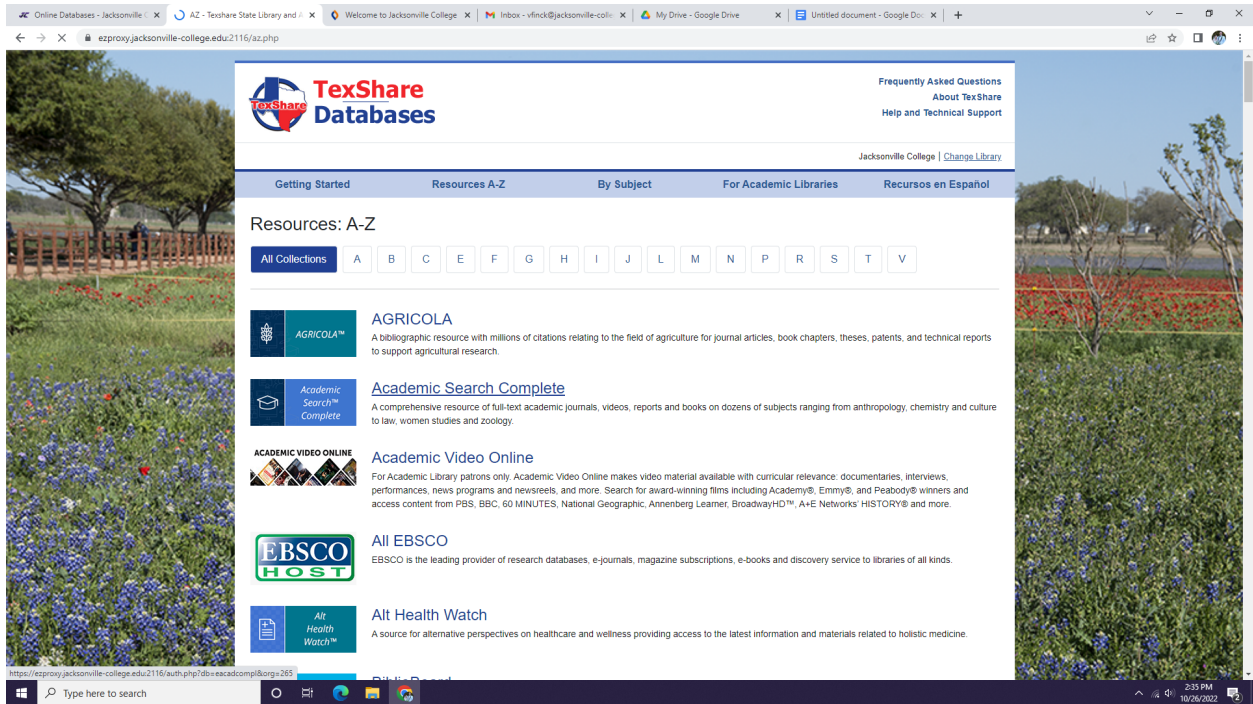 Online Databases - Jacksonville C
AZ - Texshare State Library and A
Welcome to Jacksonville College
Inbox - vfinck@jacksonville-colle
My Drive - Google Drive
Untitled document - Google Doc
ezproxy.jacksonville-college.edu:2116/az.php
TexShare
TexShare
Databases
Frequently Asked Questions
About TexShare
Help and Technical Support
Jacksonville College | Change Library
Getting Started Resources A-Z By Subject For Academic Libraries Recursos en Español
Resources: A-Z
All Collections A B C E F G H I J L M N P R S T V
AGRICOLA™
AGRICOLA
A bibliographic resource with millions of citations relating to the field of agriculture for journal articles, book chapters, theses, patents, and technical reports
to support agricultural research.
Academic
Search™
Complete
Academic Search Complete
A comprehensive resource of full-text academic journals, videos, reports and books on dozens of subjects ranging from anthropology, chemistry and culture
to law, women studies and zoology.
ACADEMIC VIDEO ONLINE
Academic Video Online
For Academic Library patrons only. Academic Video Online makes video material available with curricular relevance: documentaries, interviews,
performances, news programs and newsreels, and more. Search for award-winning films including Academy®, Emmy®, and Peabody® winners and
access content from PBS, BBC, 60 MINUTES, National Geographic, Annenberg Learner, BroadwayHD™, A+E Networks' HISTORY® and more.
EBSCO
HOST
All EBSCO
EBSCO is the leading provider of research databases, e-journals, magazine subscriptions, e-books and discovery service to libraries of all kinds.
Alt
Health
Watch™
Alt Health Watch
A source for alternative perspectives on healthcare and wellness providing access to the latest information and materials related to holistic medicine.
https://ezproxy.jacksonville-college.edu:2116/auth.php?db=eacadcompl&org=265
Type here to search
2:35 PM
10/26/2022
2